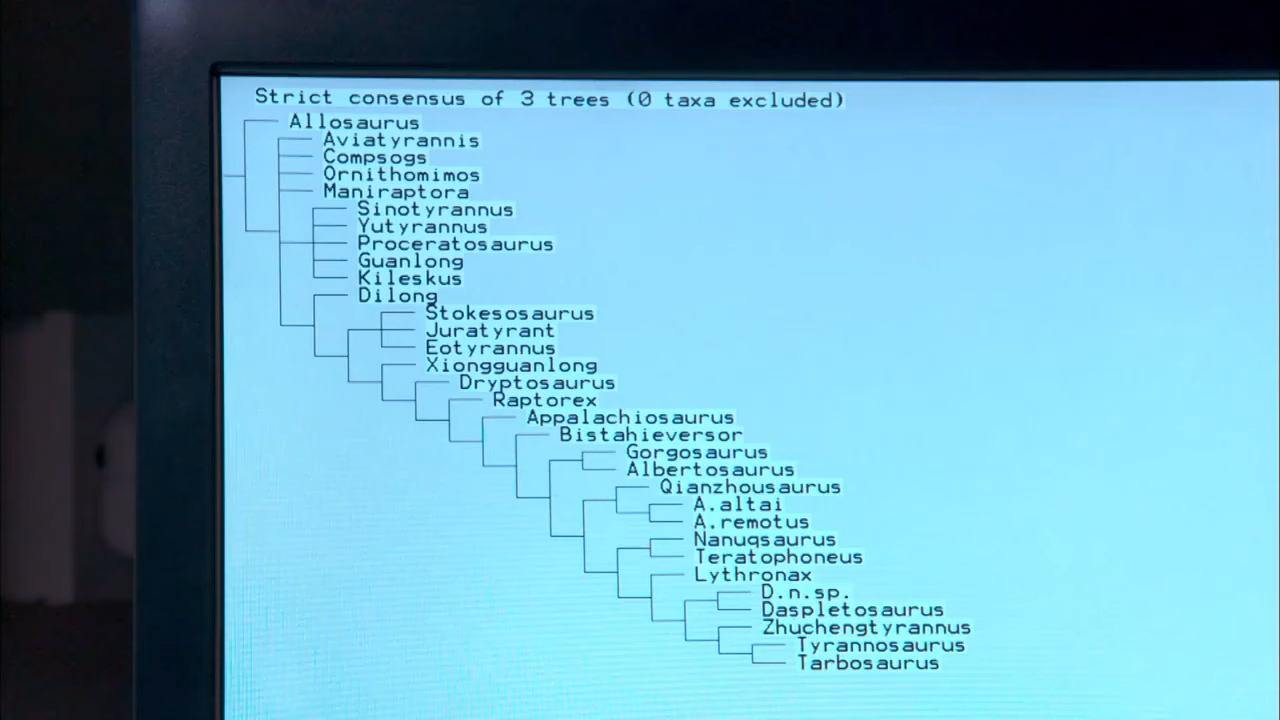 Strict consensus of 3 trees (0 taxa excluded)
Allosaurus
Aviatyrannis
Compsogs
Ornithomimos
Maniraptora
Sinotyrannus
Yutyrannus
Proceratosaurus
Guanlong
Kileskus
Dilong
Stokesosaurus
Juratyrant
Eotyrannus
Xiongguanlong
Dryptosaurus
Raptorex
Appalachiosaurus
Bistahieversor
Gorgosaurus
Albertosaurus
Qianzhousaurus
A.altai
A.remotus
Nanuqsaurus
Teratophoneus
Lythronax
D.n.sp.
Daspletosaurus
Zhuchengtyrannus
Tyrannosaurus
Tarbosaurus